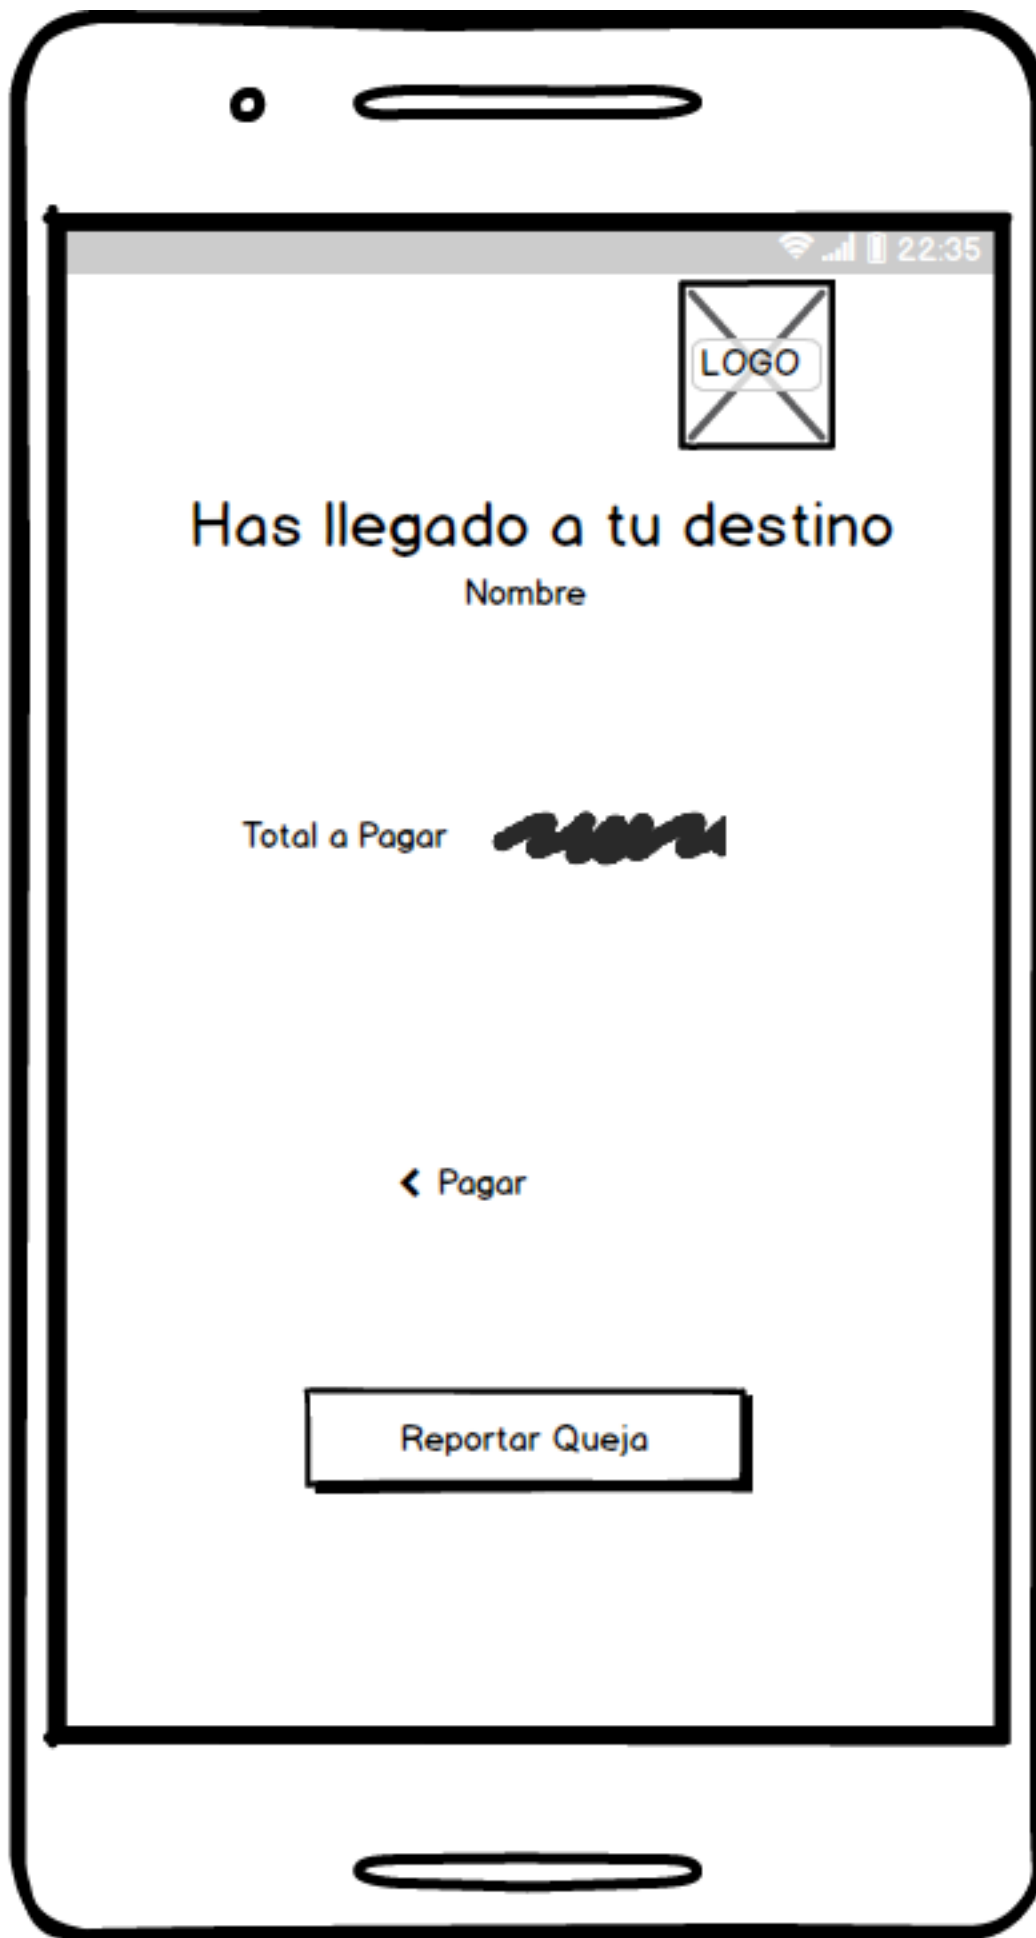 22:35
LOGO
Has llegado a tu destino
Nombre
Total a Pagar
< Pagar
Reportar Queja